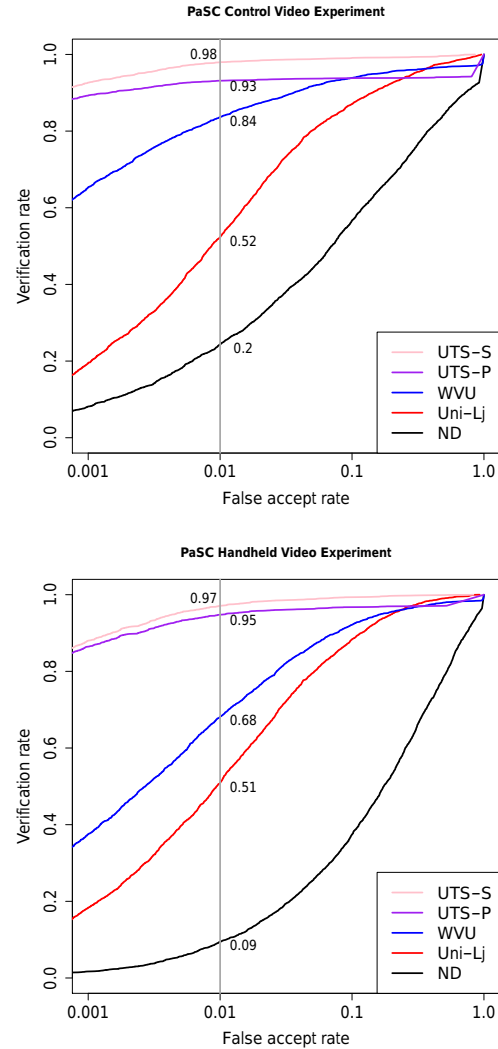 PaSC Control Video Experiment
Verification rate
0.0
0.2
0.4
0.6
0.8
1.0
0.98
0.93
0.84
0.52
0.2
UTS-S
UTS-P
WVU
Uni-Lj
ND
0.001
0.01
0.1
1.0
False accept rate
PaSC Handheld Video Experiment
Verification rate
0.0
0.2
0.4
0.6
0.8
1.0
0.97
0.95
0.68
0.51
0.09
UTS-S
UTS-P
WVU
Uni-Lj
ND
0.001
0.01
0.1
1.0
False accept rate